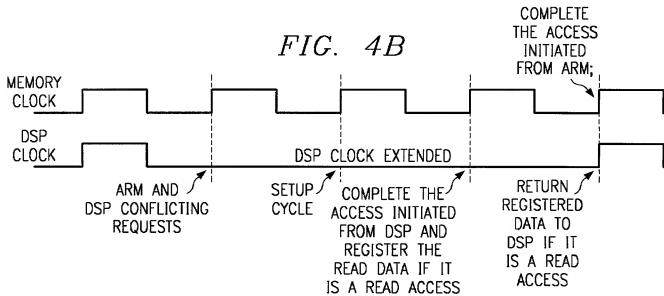 FIG. 4B
COMPLETE
THE ACCESS
INITIATED
FROM ARM;
MEMORY
CLOCK
DSP
CLOCK
DSP CLOCK EXTENDED
ARM AND
DSP CONFLICTING
REQUESTS
SETUP
CYCLE
COMPLETE THE
ACCESS INITIATED
FROM DSP AND
REGISTER THE
READ DATA IF IT
IS A READ ACCESS
RETURN
REGISTERED
DATA TO
DSP IF IT
IS A READ
ACCESS